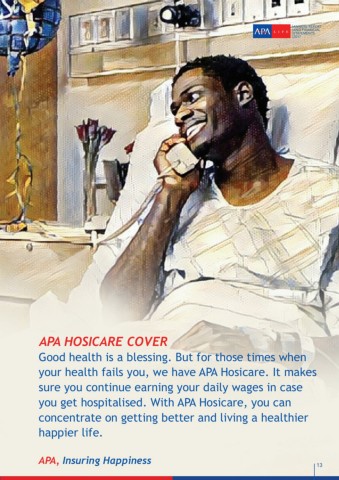 APA LIFE
APA HOSICARE COVER
Good health is a blessing. But for those times when
your health fails you, we have APA Hosicare. It makes
sure you continue earning your daily wages in case
you get hospitalised. With APA Hosicare, you can
concentrate on getting better and living a healthier
happier life.
APA, Insuring Happiness
13